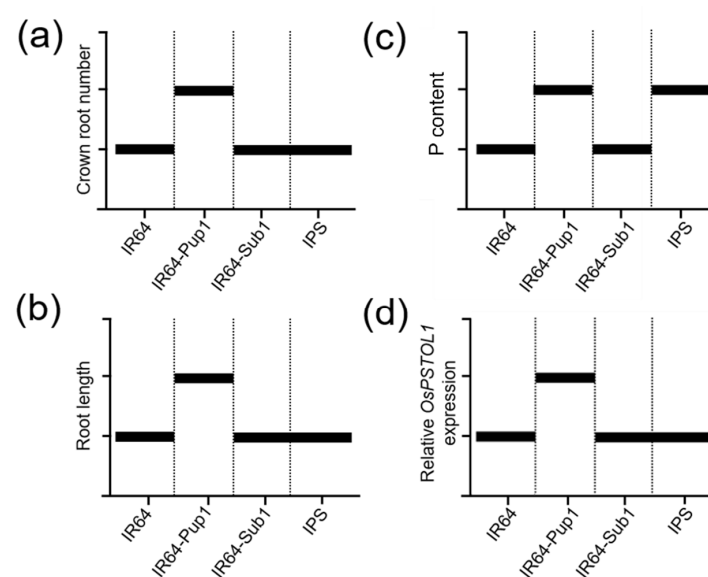 (a)
Crown root number
IR64
IR64-Pup1
IR64-Sub1
IPS
(b)
Root length
IR64
IR64-Pup1
IR64-Sub1
IPS
(c)
P content
IR64
IR64-Pup1
IR64-Sub1
IPS
(d)
Relative OsPSTOL1
expression
IR64
IR64-Pup1
IR64-Sub1
IPS